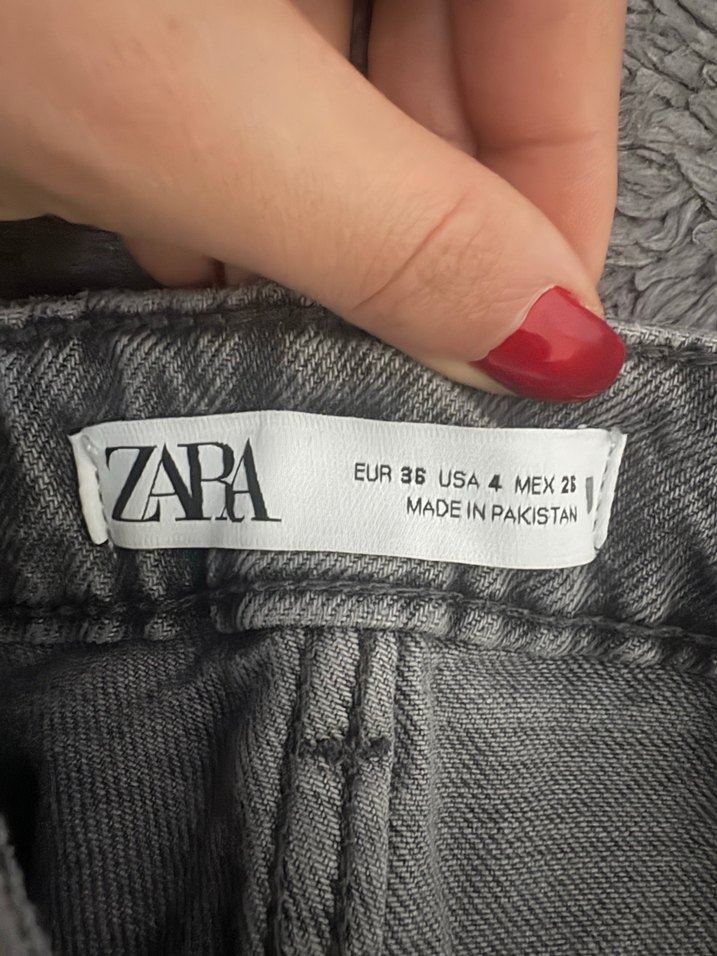 ZARA
EUR 36 USA 4 MEX 26
MADE IN PAKISTAN